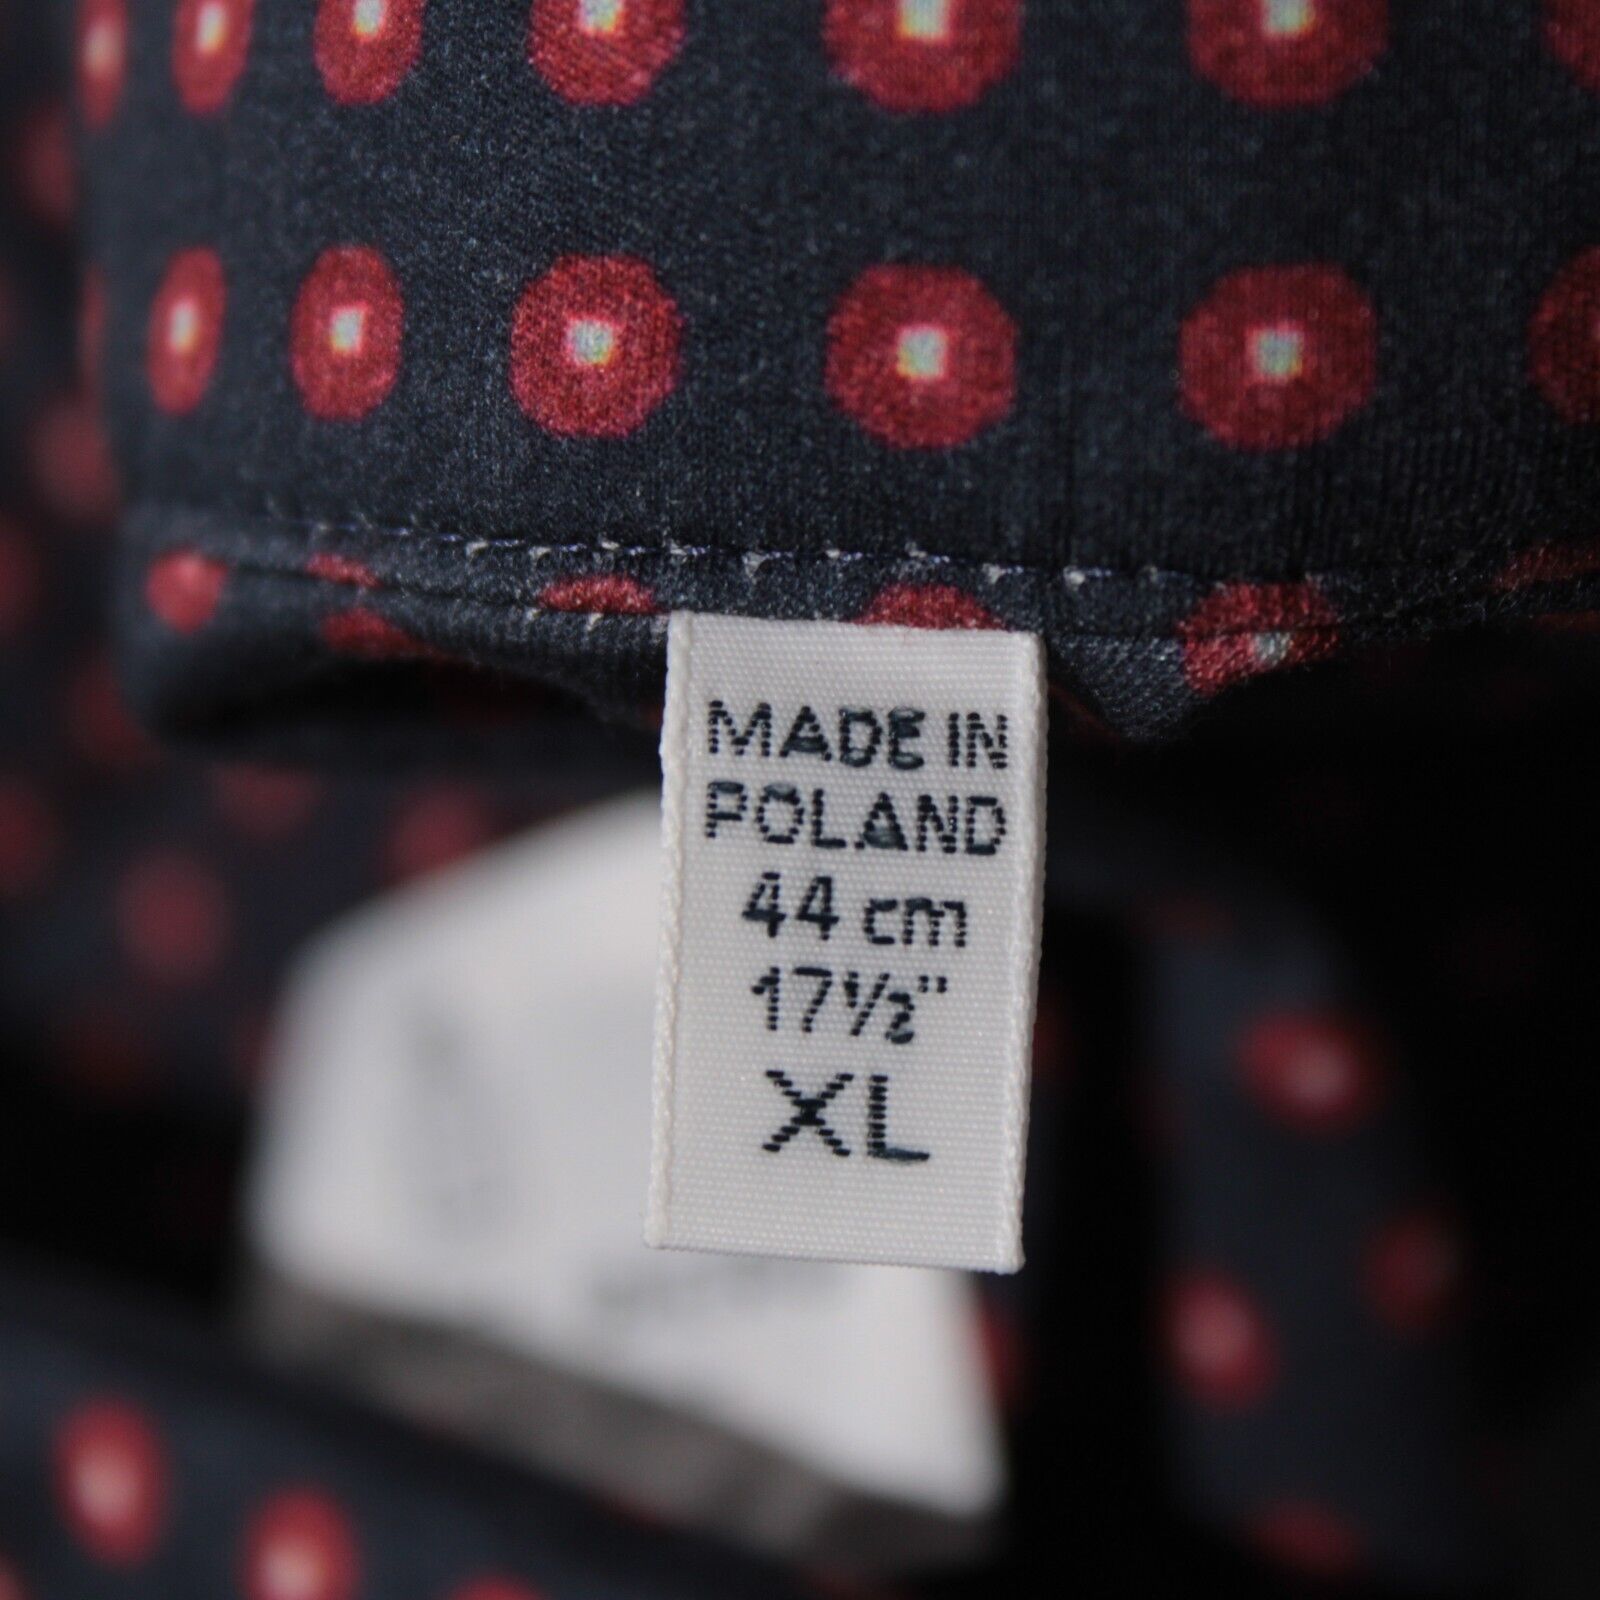 MADE IN
POLAND
44 cm
17½"
XL